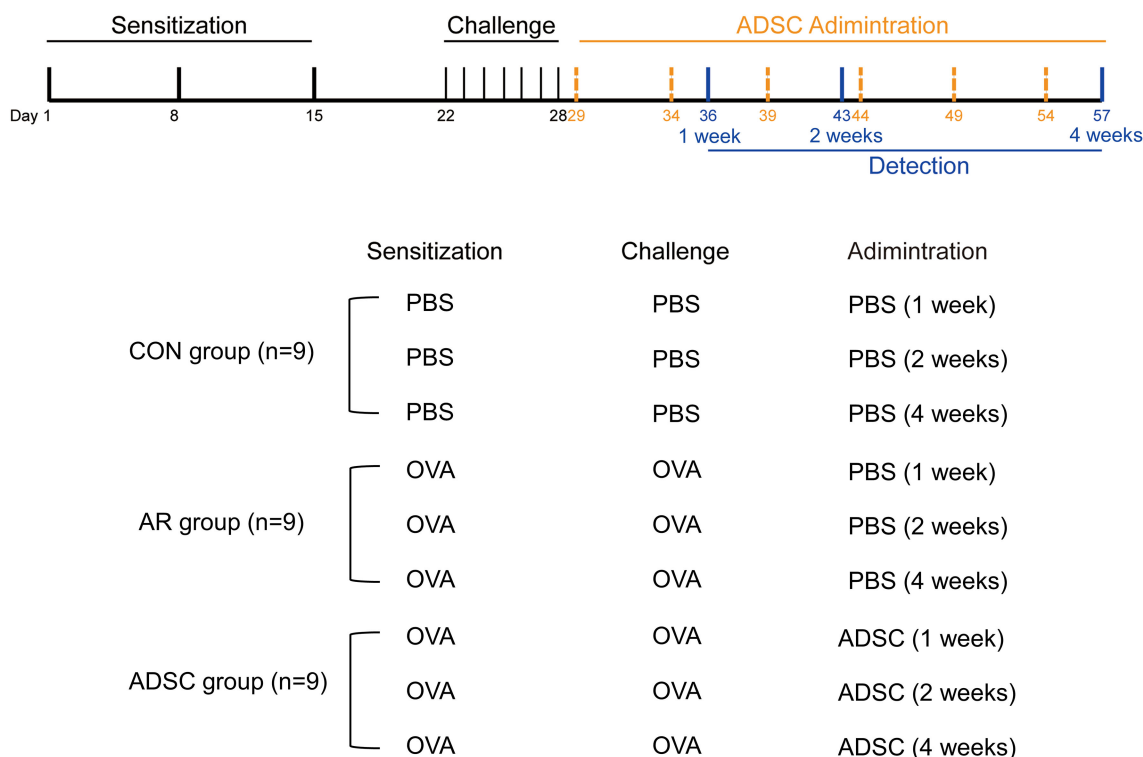 Sensitization Challenge ADSC Adimintration
Day 1 8 15 22 28 29 34 36 39 43 44 49 54 57
1 week 2 weeks 4 weeks
Detection
Sensitization Challenge Adimintration
PBS PBS PBS (1 week)
CON group (n=9)
PBS PBS PBS (2 weeks)
PBS PBS PBS (4 weeks)
OVA OVA PBS (1 week)
AR group (n=9)
OVA OVA PBS (2 weeks)
OVA OVA PBS (4 weeks)
OVA OVA ADSC (1 week)
ADSC group (n=9)
OVA OVA ADSC (2 weeks)
OVA OVA ADSC (4 weeks)